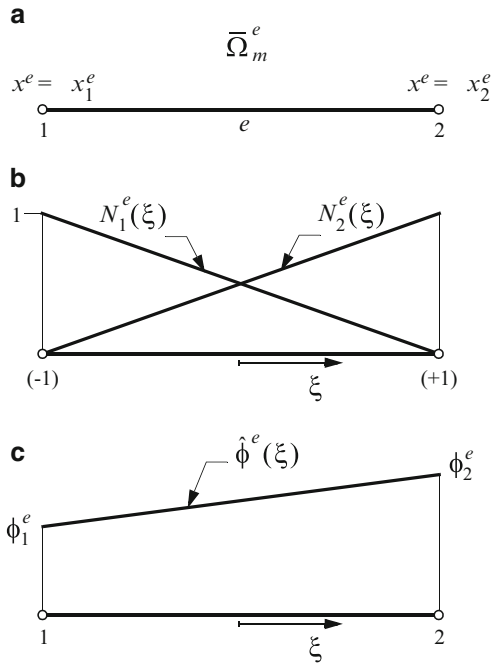 a
Ω̄ₘᵉ
xᵉ = x₁ᵉ xᵉ = x₂ᵉ
1 e 2
b
N₁ᵉ(ξ) N₂ᵉ(ξ)
1
(-1) ξ (+1)
c
ϕ̂ᵉ(ξ)
ϕ₂ᵉ
ϕ₁ᵉ
1 ξ 2